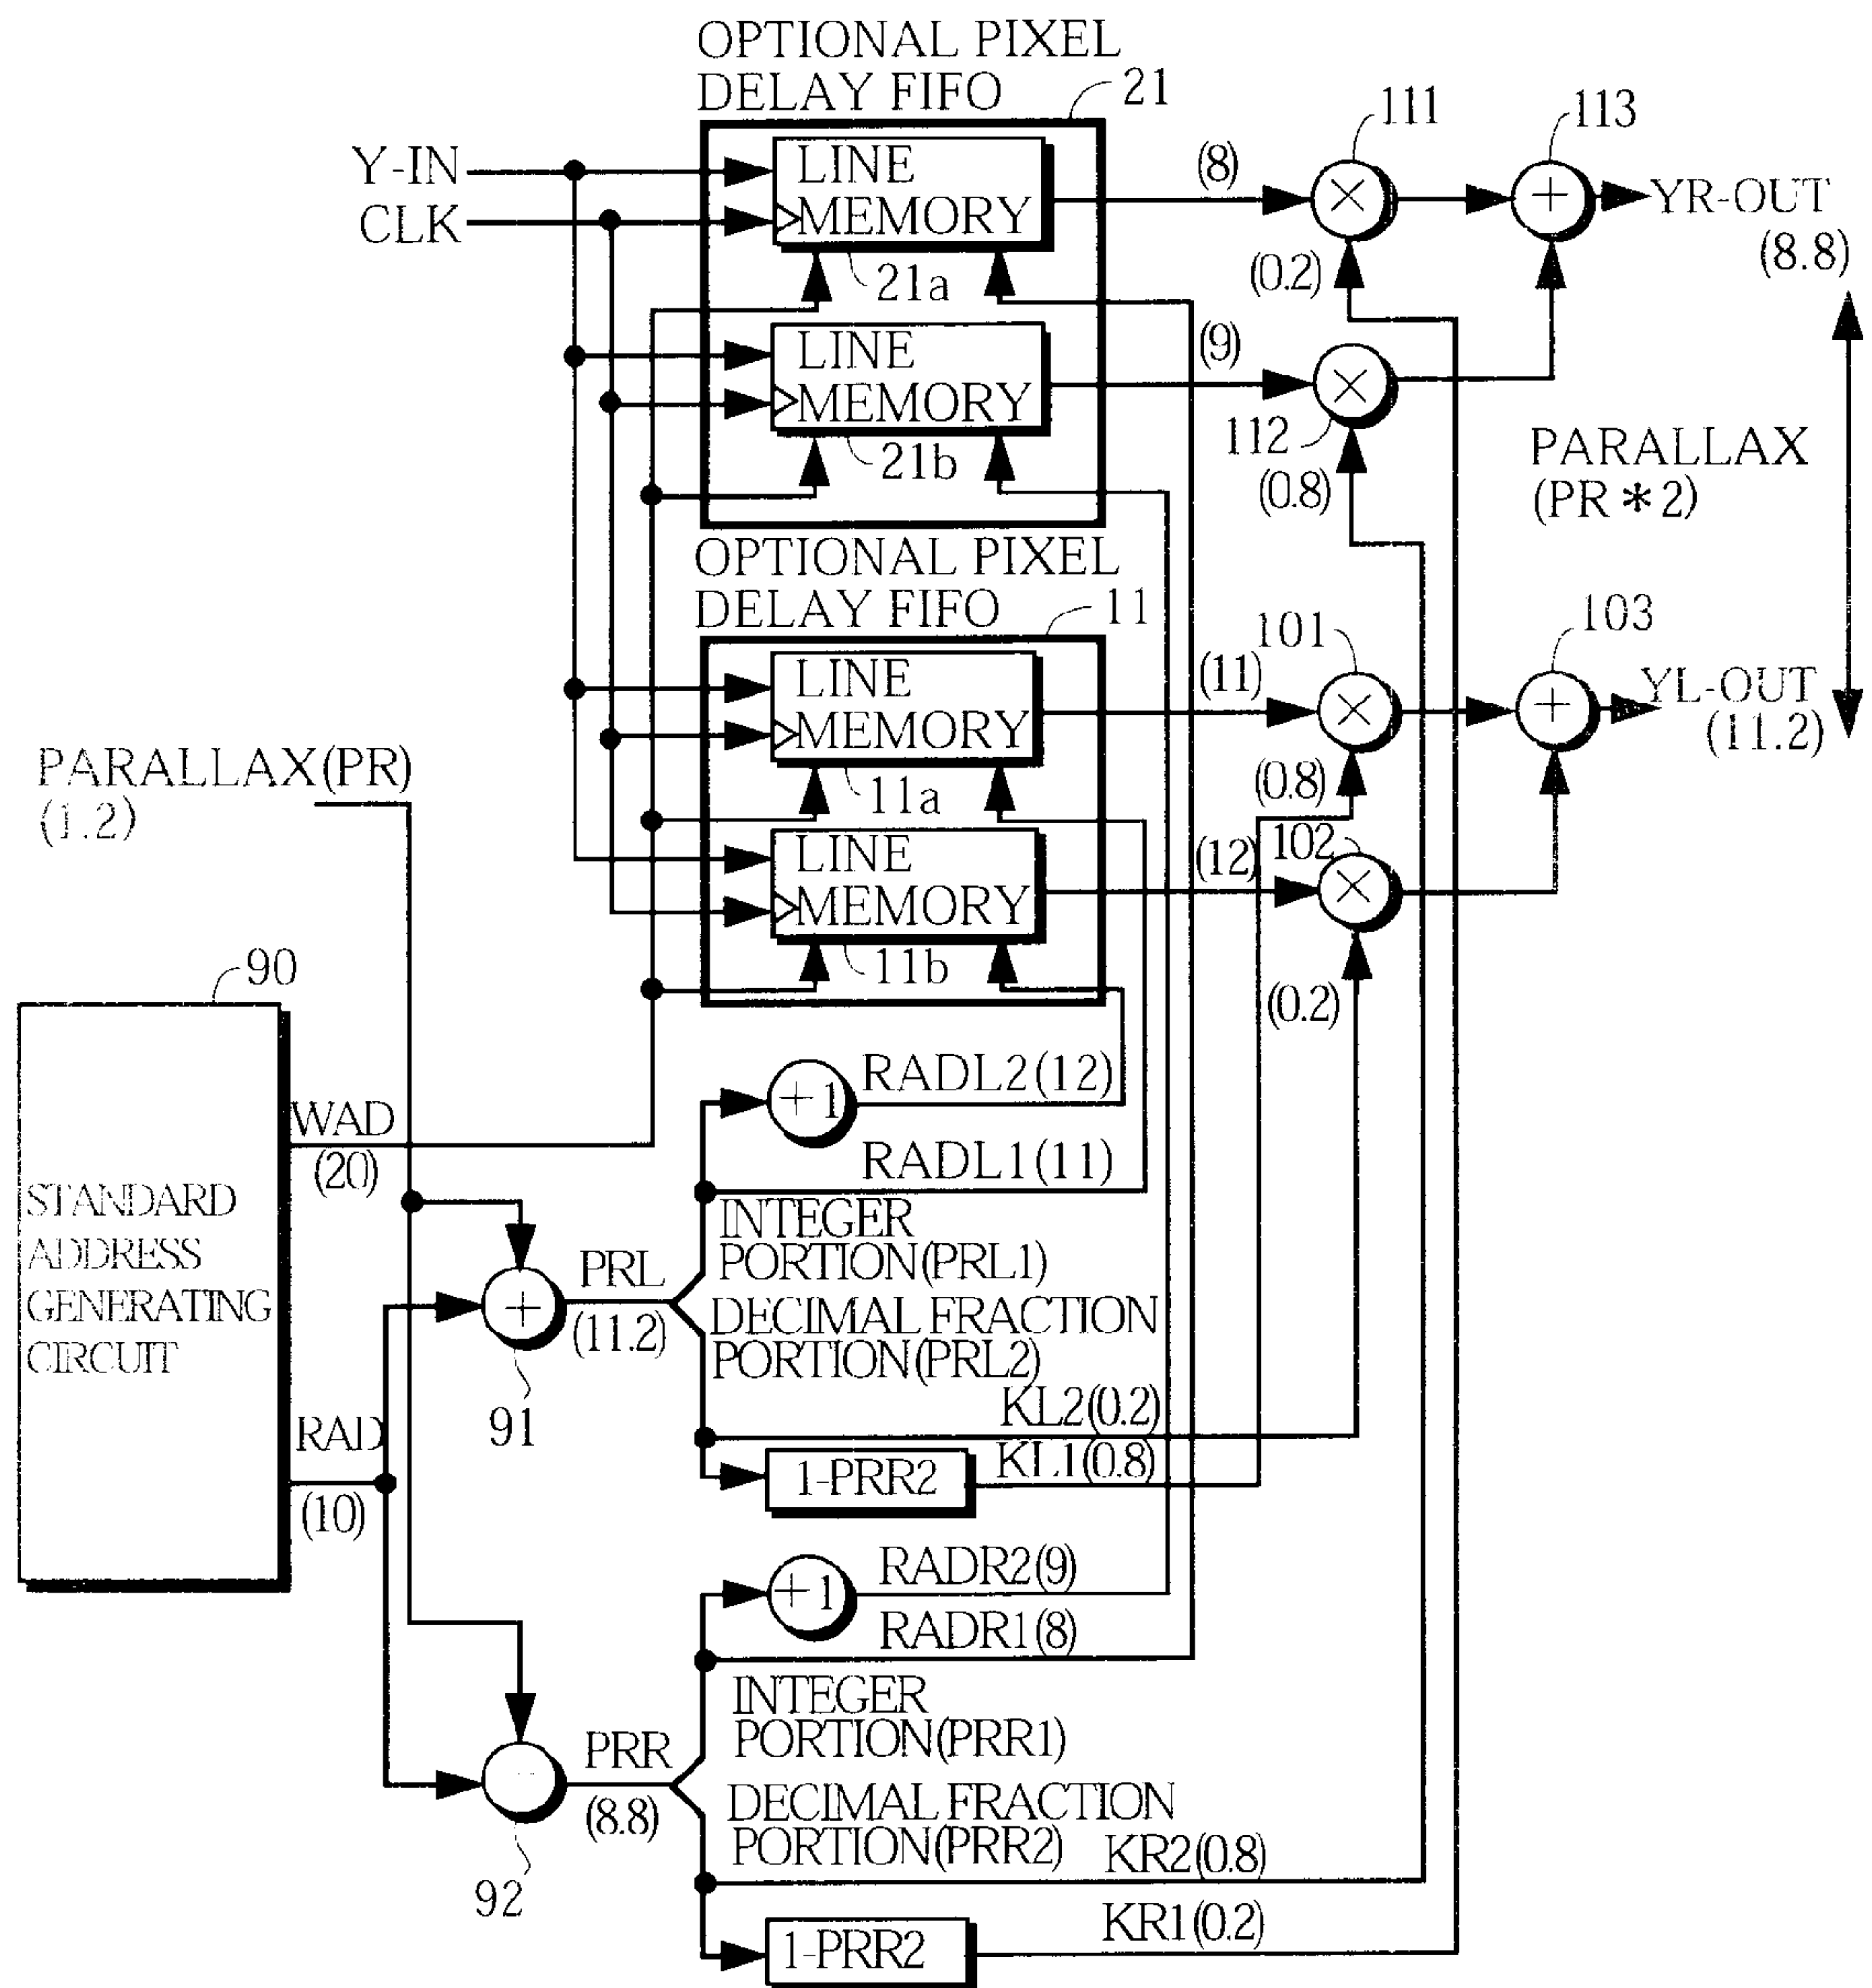 OPTIONAL PIXEL
DELAY FIFO
21
Y-IN
CLK
LINE
MEMORY
21a
LINE
MEMORY
21b
(8)
111
113
YR-OUT
(8.8)
(0.2)
(9)
112
(0.8)
PARALLAX
(PR*2)
OPTIONAL PIXEL
DELAY FIFO
11
LINE
MEMORY
11a
LINE
MEMORY
11b
(11)
101
103
YL-OUT
(11.2)
(0.8)
(12)
102
(0.2)
PARALLAX(PR)
(1.2)
90
STANDARD
ADDRESS
GENERATING
CIRCUIT
WAD
(20)
RAD
(10)
+
91
PRL
(11.2)
+1
RADL2(12)
RADL1(11)
INTEGER
PORTION(PRL1)
DECIMAL FRACTION
PORTION(PRL2)
KL2(0.2)
KL1(0.8)
1-PRR2
−
92
PRR
(8.8)
+1
RADR2(9)
RADR1(8)
INTEGER
PORTION(PRR1)
DECIMAL FRACTION
PORTION(PRR2)
KR2(0.8)
KR1(0.2)
1-PRR2